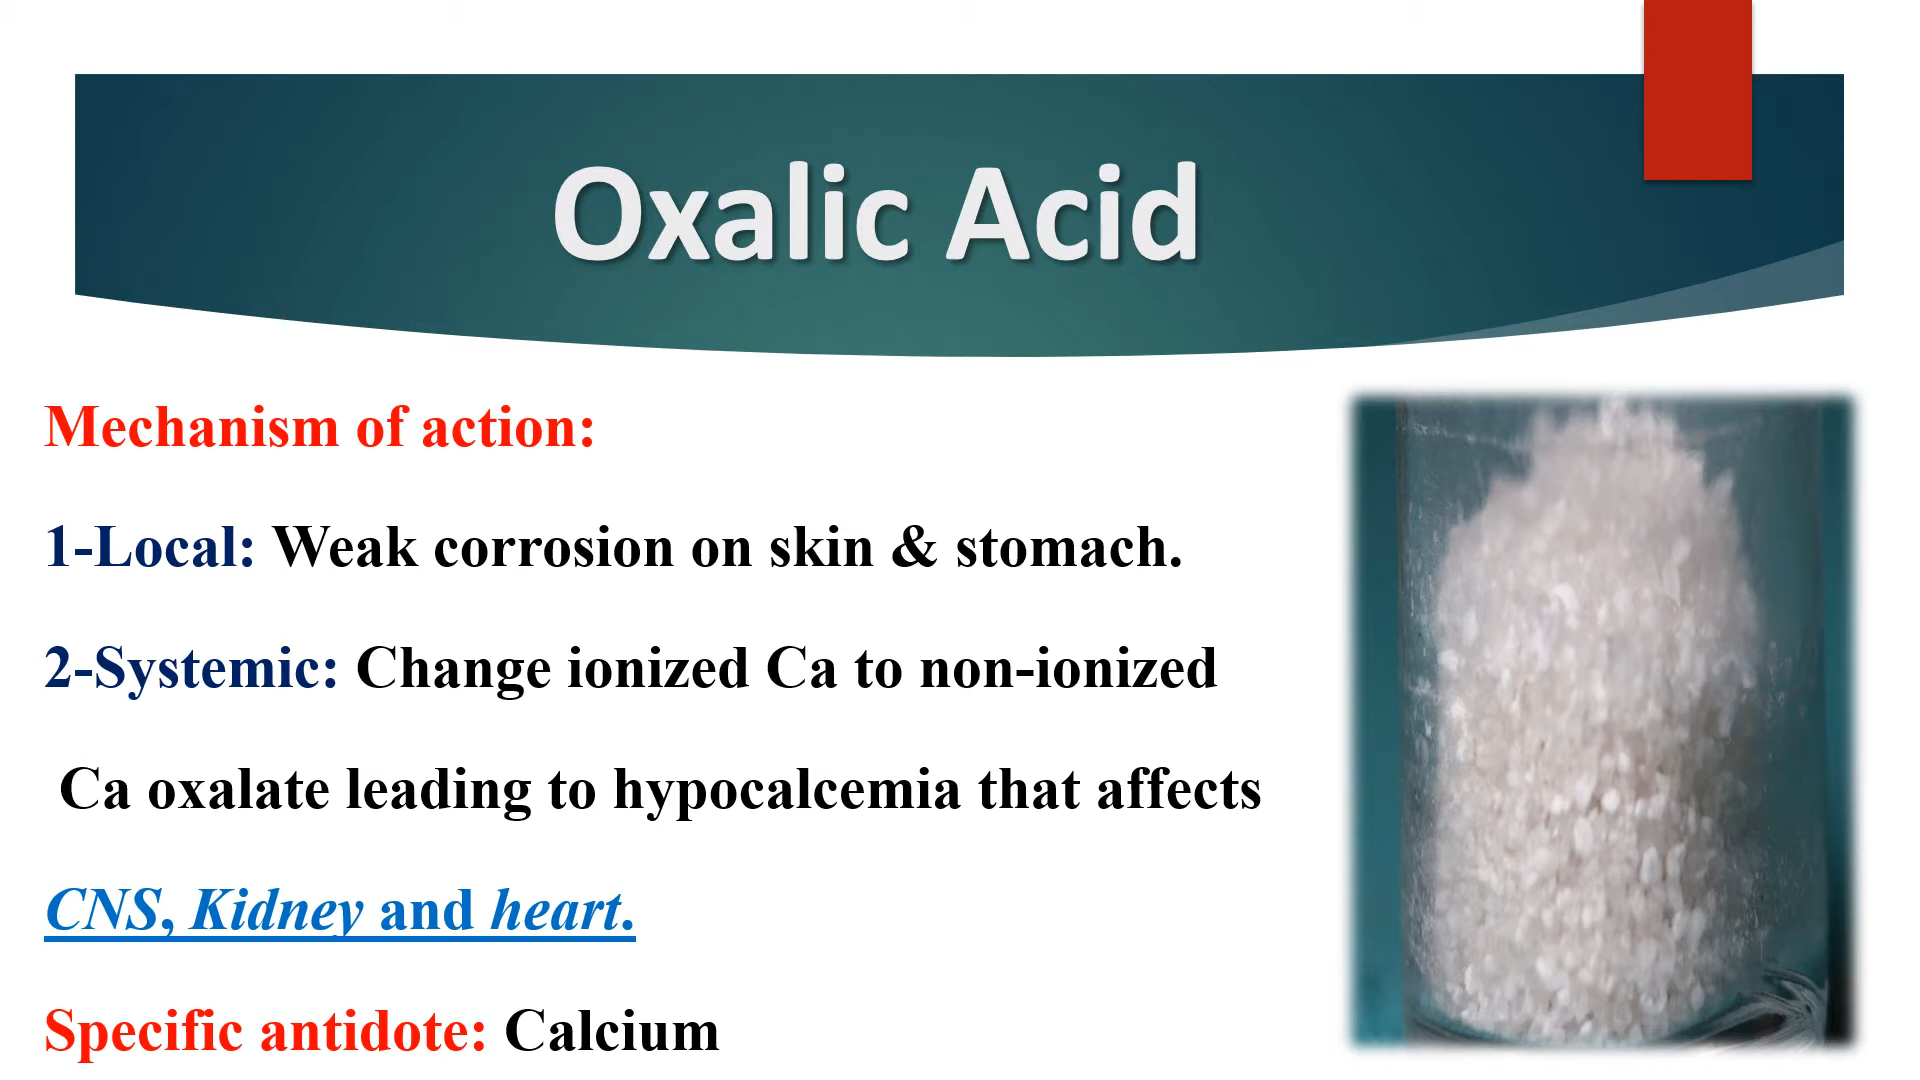 Oxalic Acid
Mechanism of action:
1-Local: Weak corrosion on skin & stomach.
2-Systemic: Change ionized Ca to non-ionized
Ca oxalate leading to hypocalcemia that affects
CNS, Kidney and heart.
Specific antidote: Calcium